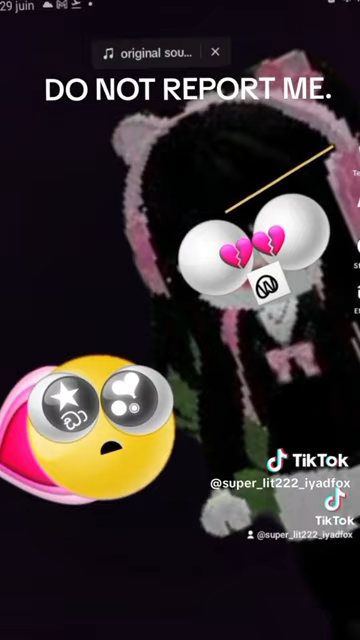 29 juin
original sou...
DO NOT REPORT ME.
TikTok
@super_lit222_iyadfox
TikTok
@super_lit222_iyadfox